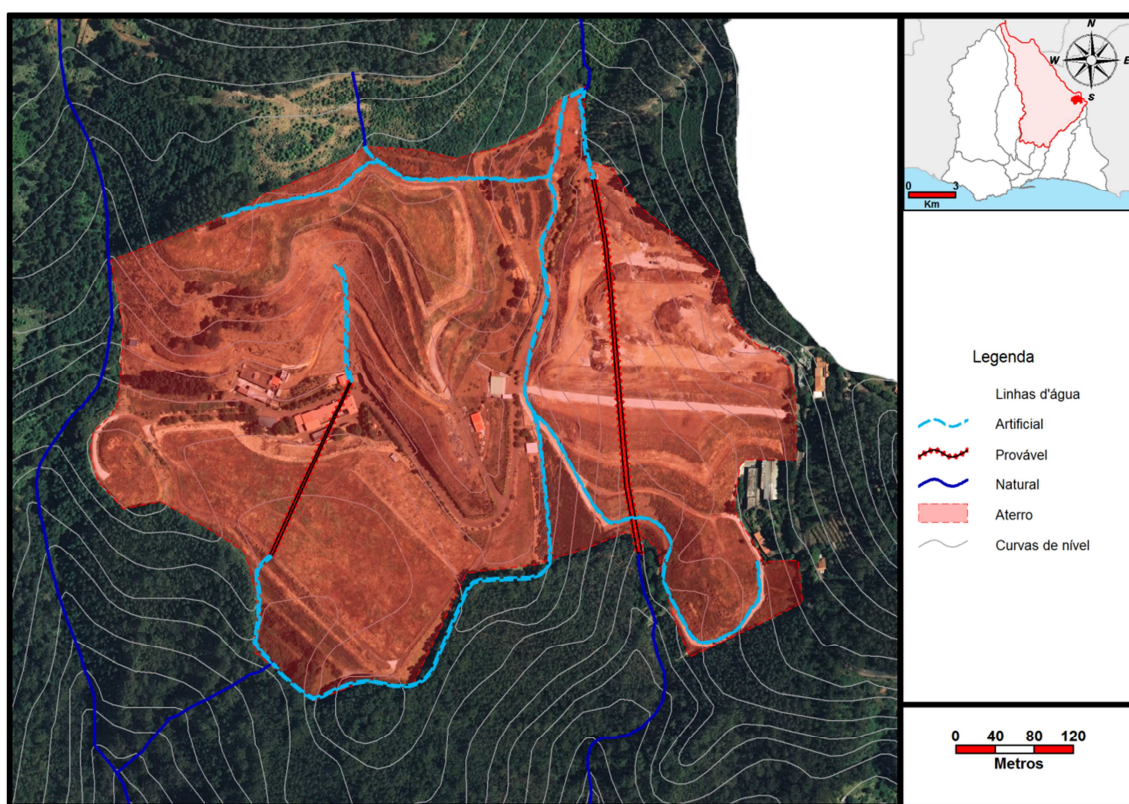 N
W
E
S
0
3
Km
Legenda
Linhas d'água
Artificial
Provável
Natural
Aterro
Curvas de nível
0 40 80 120
Metros